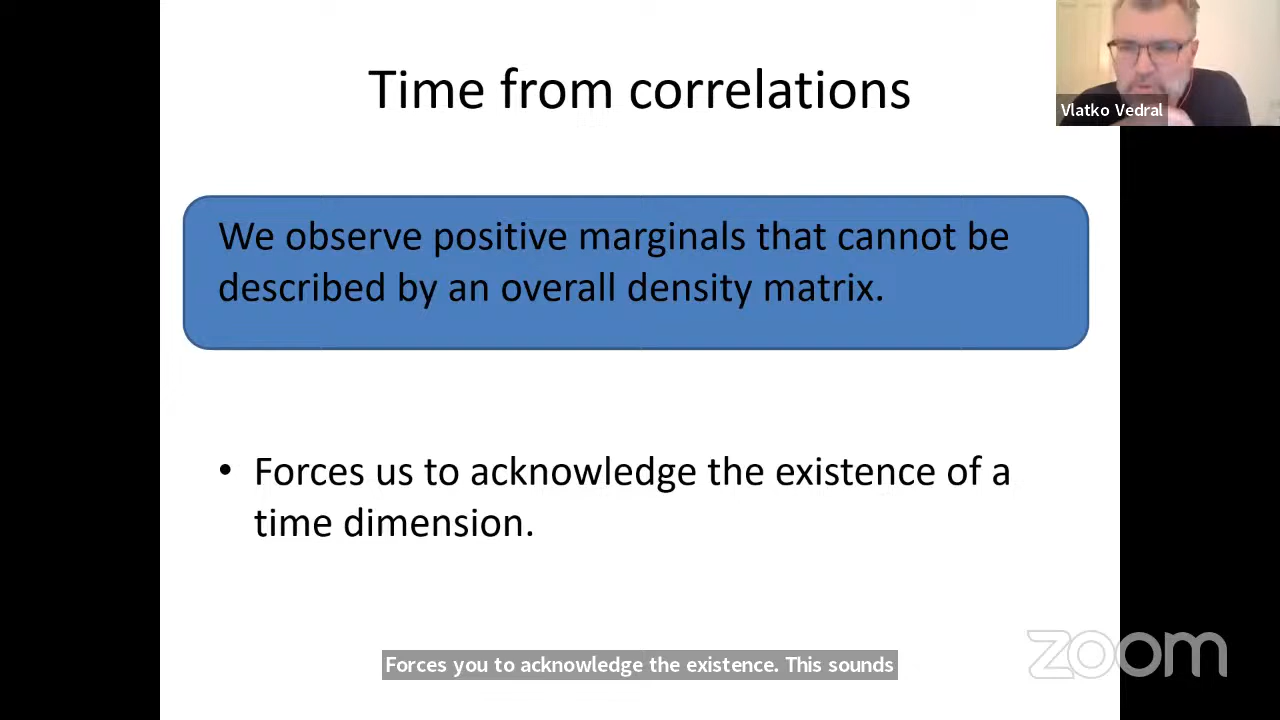 Time from correlations
Vlatko Vedral
We observe positive marginals that cannot be
described by an overall density matrix.
• Forces us to acknowledge the existence of a
time dimension.
Forces you to acknowledge the existence. This sounds
zoom